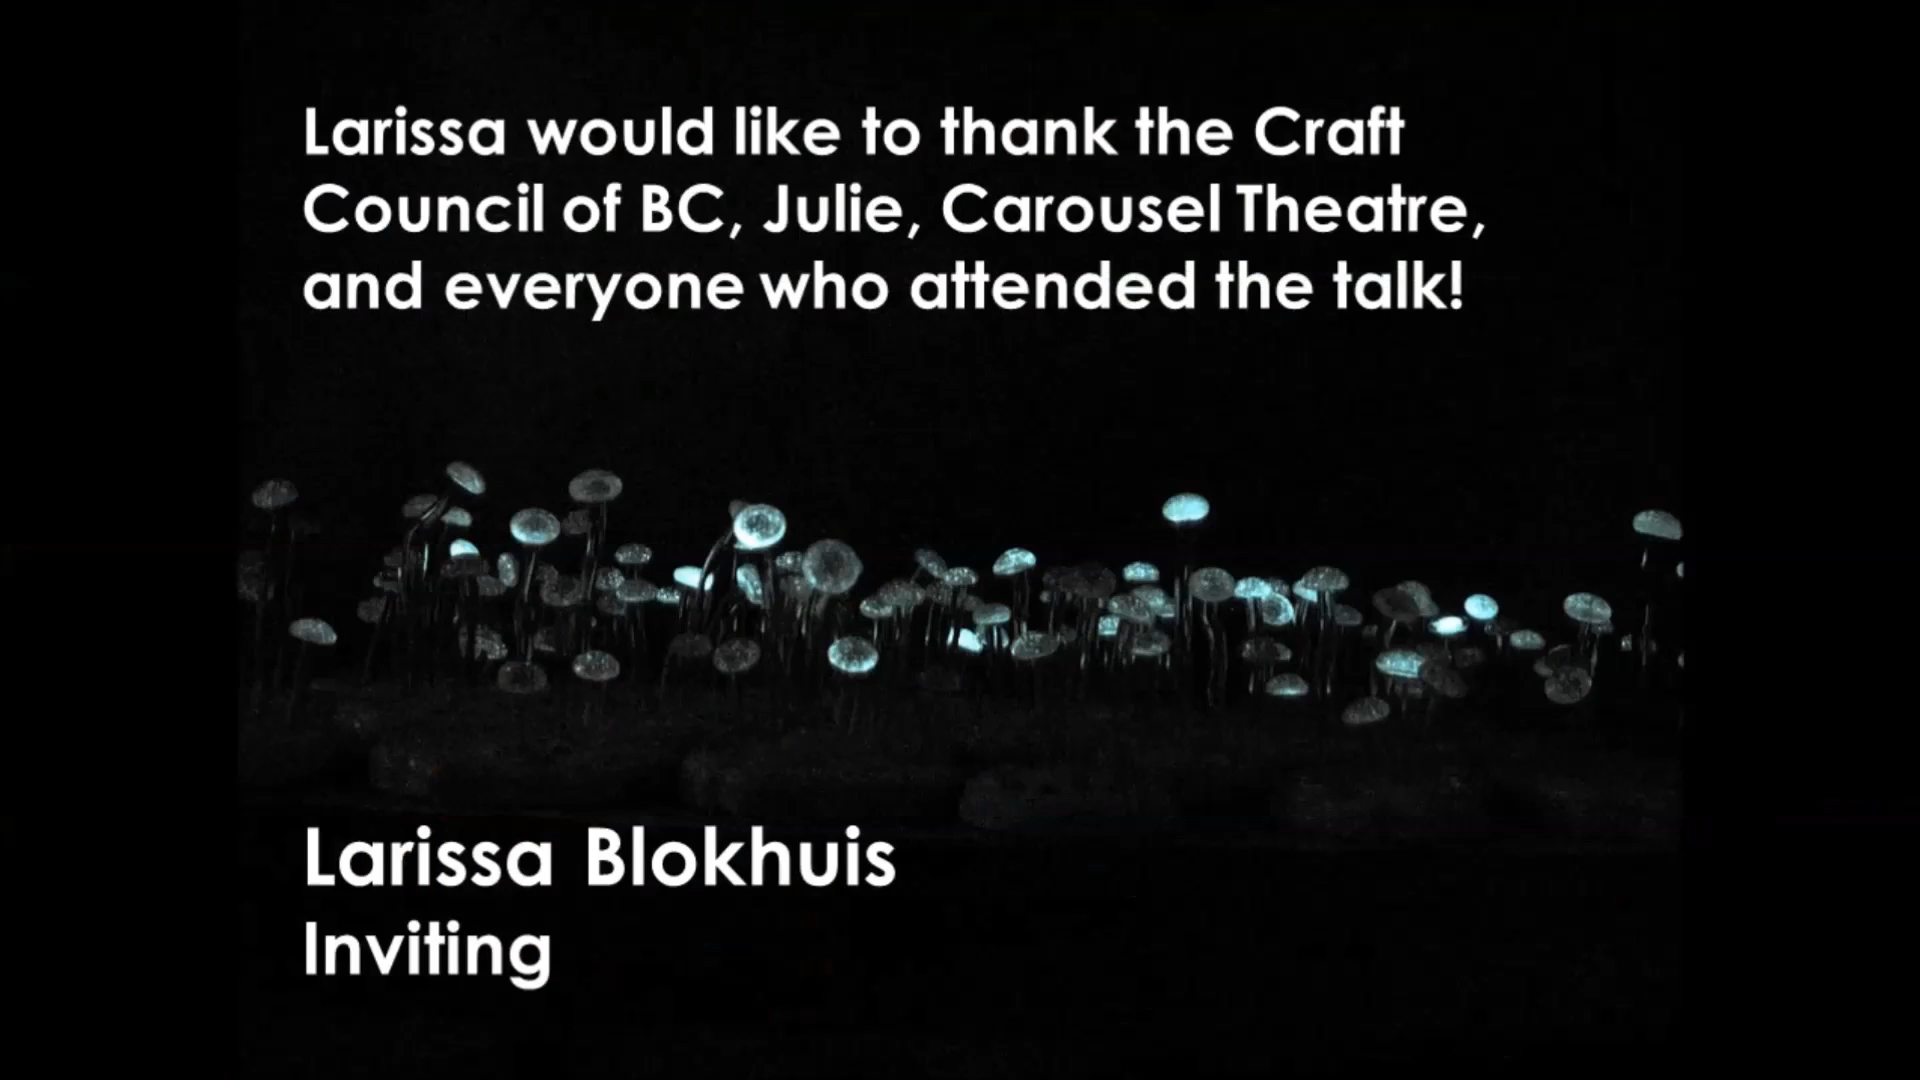 Larissa would like to thank the Craft
Council of BC, Julie, Carousel Theatre,
and everyone who attended the talk!
Larissa Blokhuis
Inviting